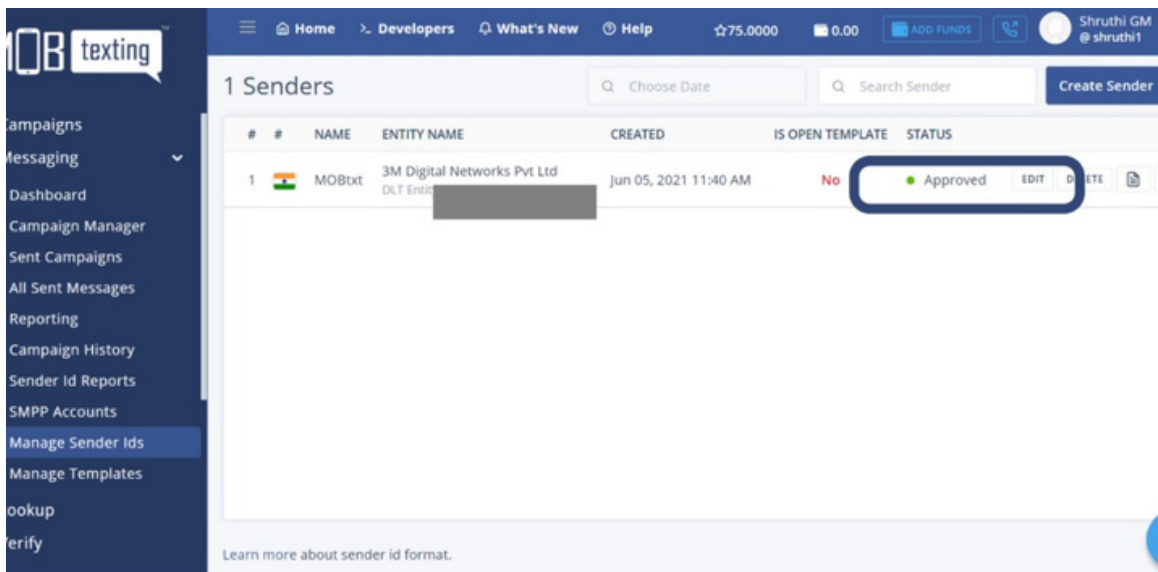 texting
Home >_ Developers What's New Help ☆75.0000 0.00 ADD FUNDS Shruthi GM
@ shruthi1
1 Senders Choose Date Search Sender Create Sender
# # NAME ENTITY NAME CREATED IS OPEN TEMPLATE STATUS
1 MOBtxt 3M Digital Networks Pvt Ltd Jun 05, 2021 11:40 AM No Approved EDIT
DLT
Messaging
Dashboard
Campaign Manager
Sent Campaigns
All Sent Messages
Reporting
Campaign History
Sender Id Reports
SMPP Accounts
Manage Sender Ids
Manage Templates
Learn more about sender id format.